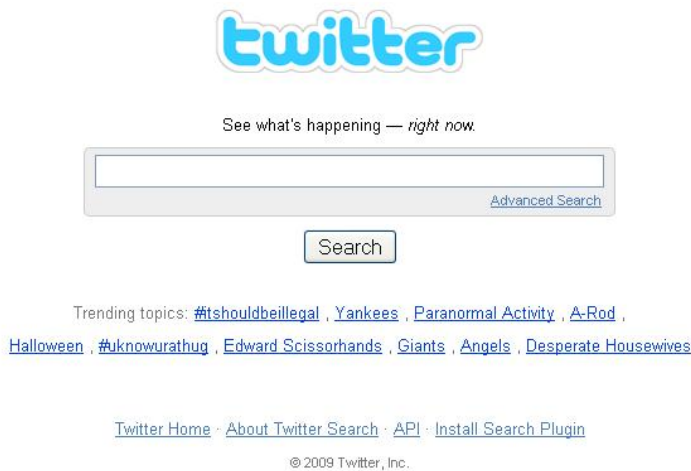 twitter
See what's happening — right now.
Advanced Search
Search
Trending topics: #itshouldbeillegal , Yankees , Paranormal Activity , A-Rod ,
Halloween , #uknowurathug , Edward Scissorhands , Giants , Angels , Desperate Housewives
Twitter Home · About Twitter Search · API · Install Search Plugin
© 2009 Twitter, Inc.